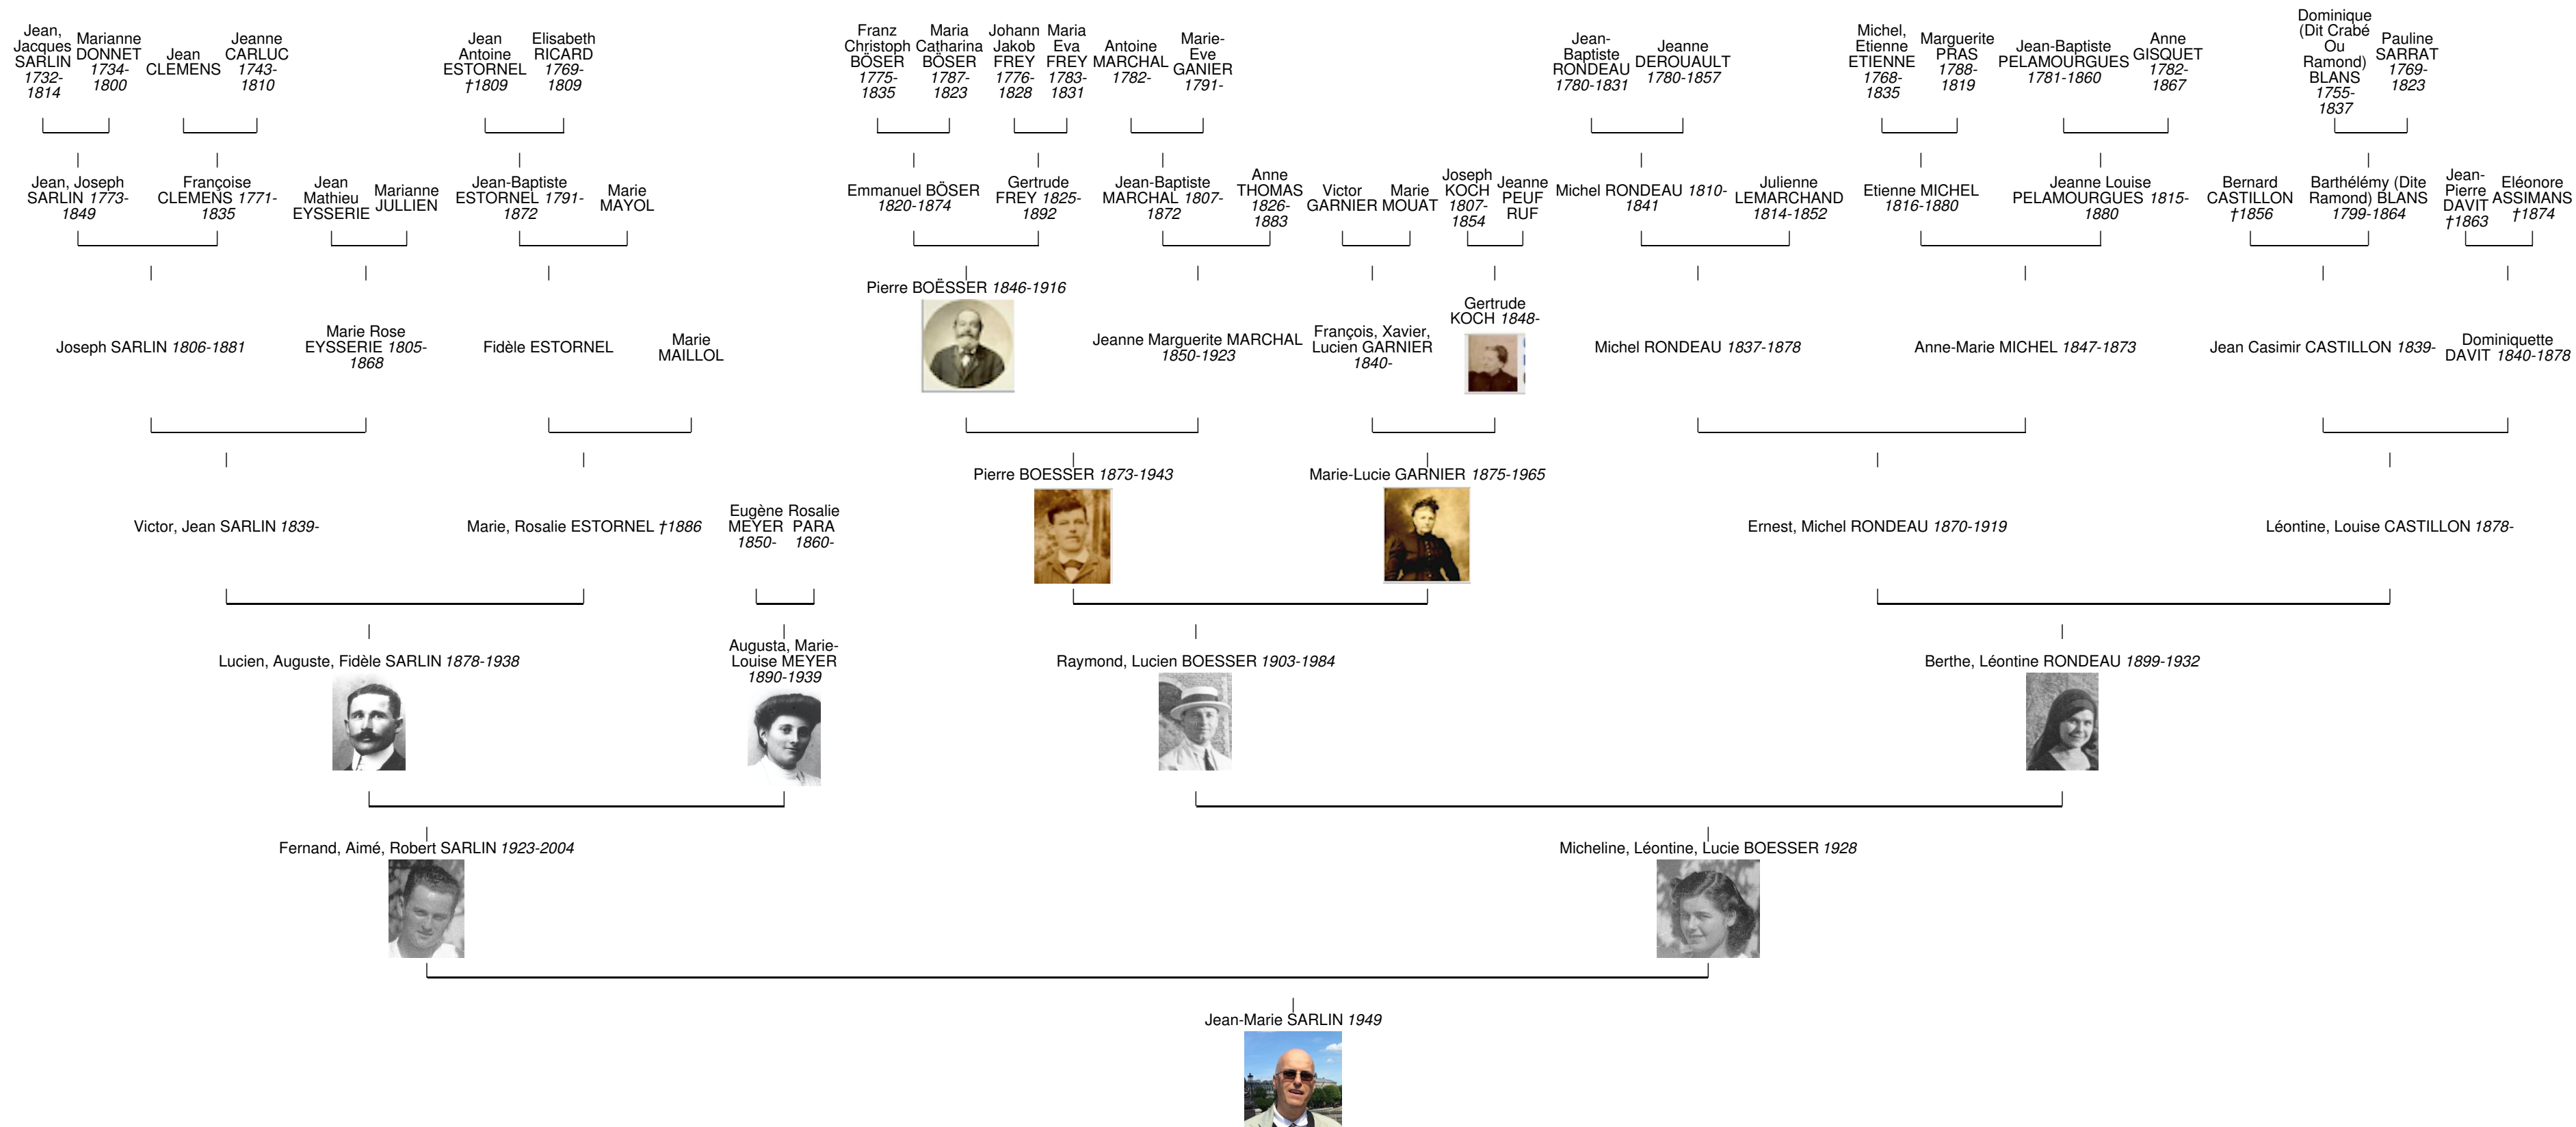 Jean,
Jacques
SARLIN
1732-
1814
Marianne
DONNET
1734-
1800
Jean
CLEMENS
Jeanne
CARLUC
1743-
1810
Jean
Antoine
ESTORNEL
†1809
Elisabeth
RICARD
1769-
1809
Franz
Christoph
BÖSER
1775-
1835
Maria
Catharina
BÖSER
1787-
1823
Johann
Jakob
FREY
1776-
1828
Maria
Eva
FREY
1783-
1831
Antoine
MARCHAL
1782-
Marie-
Eve
GANIER
1791-
Jean-
Baptiste
RONDEAU
1780-1831
Jeanne
DEROUAULT
1780-1857
Michel,
Etienne
ETIENNE
1768-
1835
Marguerite
PRAS
1788-
1819
Jean-Baptiste
PELAMOURGUES
1781-1860
Anne
GISQUET
1782-
1867
Dominique
(Dit Crabé
Ou
Ramond)
BLANS
1755-
1837
Pauline
SARRAT
1769-
1823
Jean, Joseph
SARLIN 1773-
1849
Françoise
CLEMENS 1771-
1835
Jean
Mathieu
EYSSERIE
Marianne
JULLIEN
Jean-Baptiste
ESTORNEL 1791-
1872
Marie
MAYOL
Emmanuel BÖSER
1820-1874
Gertrude
FREY 1825-
1892
Jean-Baptiste
MARCHAL 1807-
1872
Anne
THOMAS
1826-
1883
Victor
GARNIER
Marie
MOUAT
Joseph
KOCH
1807-
1854
Jeanne
PEUF
RUF
Michel RONDEAU 1810-
1841
Julienne
LEMARCHAND
1814-1852
Etienne MICHEL
1816-1880
Jeanne Louise
PELAMOURGUES 1815-
1880
Bernard
CASTILLON
†1856
Barthélémy (Dite
Ramond) BLANS
1799-1864
Jean-
Pierre
DAVIT
†1863
Eléonore
ASSIMANS
†1874
Joseph SARLIN 1806-1881
Marie Rose
EYSSERIE 1805-
1868
Fidèle ESTORNEL
Marie
MAILLOL
Pierre BOËSSER 1846-1916
Jeanne Marguerite MARCHAL
1850-1923
François, Xavier,
Lucien GARNIER
1840-
Gertrude
KOCH 1848-
Michel RONDEAU 1837-1878
Anne-Marie MICHEL 1847-1873
Jean Casimir CASTILLON 1839-
Dominiquette
DAVIT 1840-1878
Victor, Jean SARLIN 1839-
Marie, Rosalie ESTORNEL †1886
Eugène
MEYER
1850-
Rosalie
PARA
1860-
Pierre BOESSER 1873-1943
Marie-Lucie GARNIER 1875-1965
Ernest, Michel RONDEAU 1870-1919
Léontine, Louise CASTILLON 1878-
Lucien, Auguste, Fidèle SARLIN 1878-1938
Augusta, Marie-
Louise MEYER
1890-1939
Raymond, Lucien BOESSER 1903-1984
Berthe, Léontine RONDEAU 1899-1932
Fernand, Aimé, Robert SARLIN 1923-2004
Micheline, Léontine, Lucie BOESSER 1928
Jean-Marie SARLIN 1949